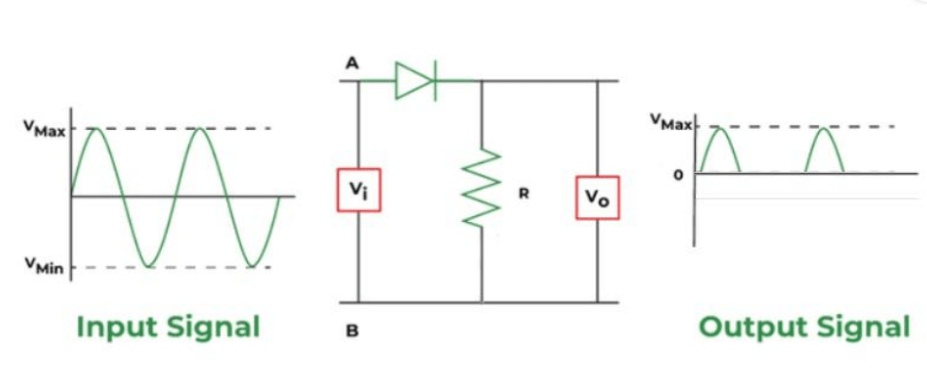 VMax
VMin
Input Signal
A
Vi
R
Vo
B
VMax
0
Output Signal